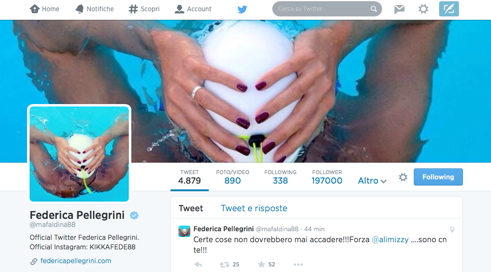 Home
Notifiche
Scopri
Account
Cerca su Twitter
TWEET
4.879
FOTO/VIDEO
890
FOLLOWING
338
FOLLOWER
197000
Altro
Following
Federica Pellegrini
@mafaldina88
Official Twitter Federica Pellegrini.
Official Instagram: KIKKAFEDE88
federicapellegrini.com
Tweet
Tweet e risposte
Federica Pellegrini @mafaldina88 · 44 min
Certe cose non dovrebbero mai accadere!!!Forza @alimizzy ....sono cn
te!!!
25
52